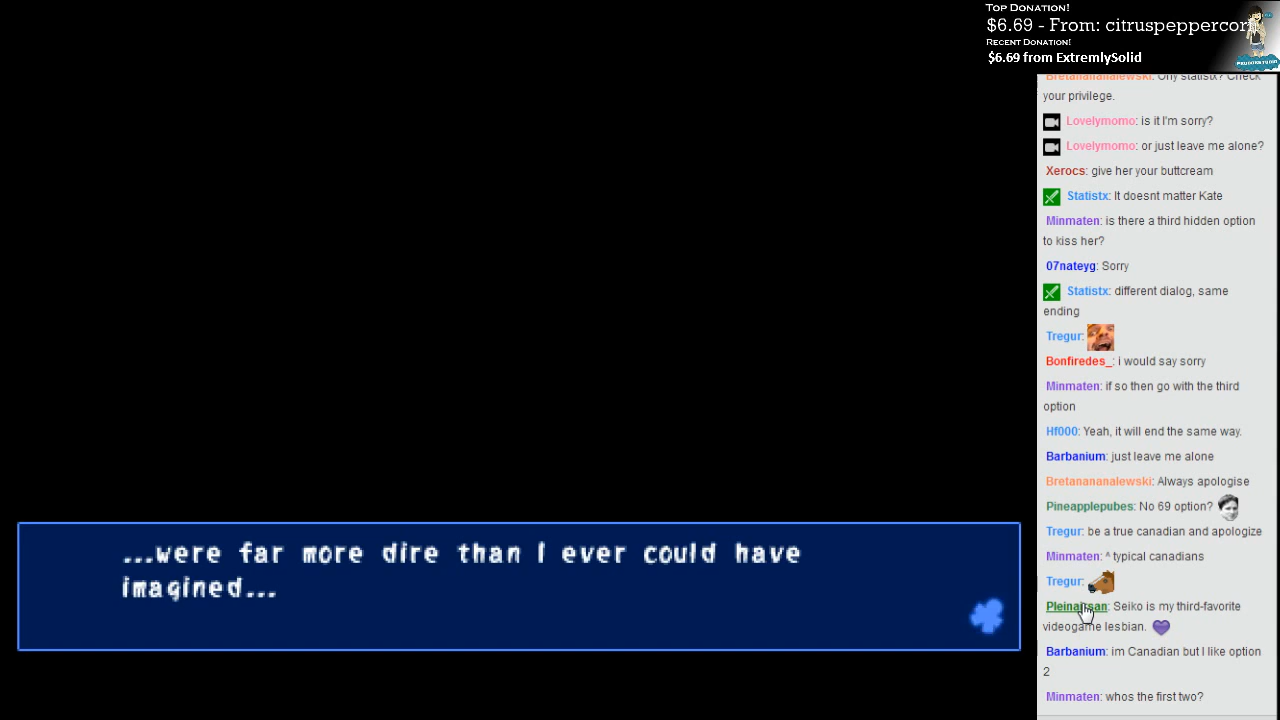 Top Donation!
$6.69 - From: citruspeppercor
Recent Donation!
$6.69 from ExtremlySolid
Bretanananalewski: Ony statistx? Check
your privilege.
Lovelymomo: is it I'm sorry?
Lovelymomo: or just leave me alone?
Xerocs: give her your buttcream
Statistx: It doesnt matter Kate
Minmaten: is there a third hidden option
to kiss her?
07nateyg: Sorry
Statistx: different dialog, same
ending
Tregur:
Bonfiredes_: i would say sorry
Minmaten: if so then go with the third
option
Hf000: Yeah, it will end the same way.
Barbanium: just leave me alone
Bretanananalewski: Always apologise
Pineapplepubes: No 69 option?
Tregur: be a true canadian and apologize
Minmaten: ^ typical canadians
Tregur:
Seiko is my third-favorite
videogame lesbian.
Barbanium: im Canadian but I like option
2
Minmaten: whos the first two?
...were far more dire than I ever could have
imagined...